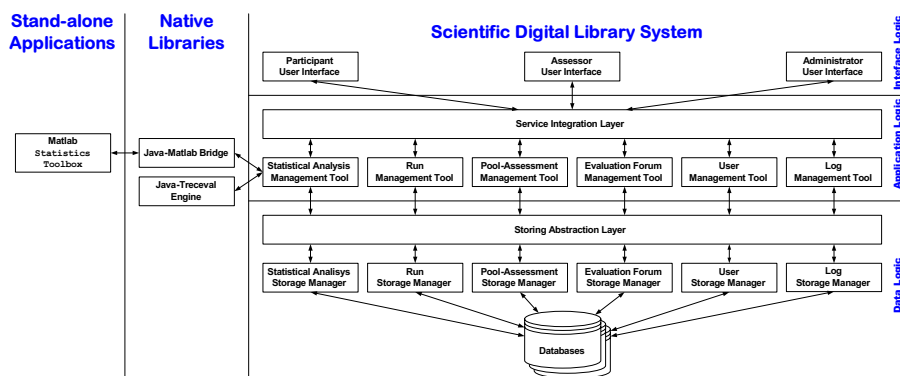 Stand-alone
Applications
Native
Libraries
Scientific Digital Library System
Inteface Logic
Participant
User Interface
Assessor
User Interface
Administrator
User Interface
Application Logic
Service Integration Layer
Matlab
Statistics
Toolbox
Java-Matlab Bridge
Java-Treceval
Engine
Statistical Analysis
Management Tool
Run
Management Tool
Pool-Assessment
Management Tool
Evaluation Forum
Management Tool
User
Management Tool
Log
Management Tool
Data Logic
Storing Abstraction Layer
Statistical Analisys
Storage Manager
Run
Storage Manager
Pool-Assessment
Storage Manager
Evaluation Forum
Storage Manager
User
Storage Manager
Log
Storage Manager
Databases